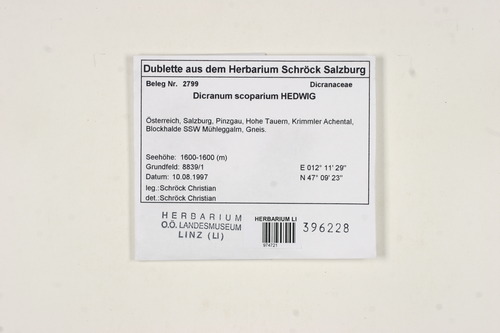 Dublette aus dem Herbarium Schröck Salzburg
Beleg Nr. 2799 Dicranaceae
Dicranum scoparium HEDWIG
Österreich, Salzburg, Pinzgau, Hohe Tauern, Krimmler Achental,
Blockhalde SSW Mühleggalm, Gneis.
Seehöhe: 1600-1600 (m) E 012° 11' 29"
Grundfeld: 8839/1 N 47° 09' 23"
Datum: 10.08.1997
leg.:Schröck Christian
det.:Schröck Christian
HERBARIUM
O.Ö. LANDESMUSEUM
LINZ (LI)
HERBARIUM LI
974721
396228